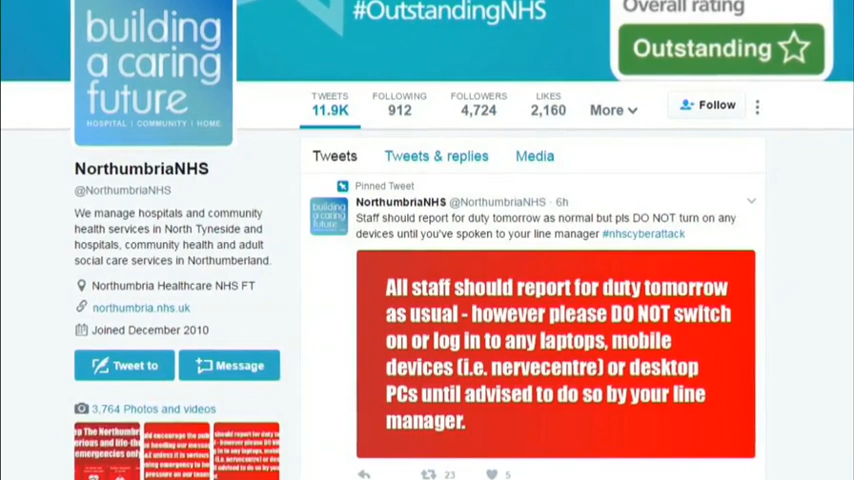 building
a caring
future
HOSPITAL | COMMUNITY | HOME
#OutstandingNHS
Overall rating
Outstanding
TWEETS
11.9K
FOLLOWING
912
FOLLOWERS
4,724
LIKES
2,160
More
Follow
NorthumbriaNHS
@NorthumbriaNHS
We manage hospitals and community
health services in North Tyneside and
hospitals, community health and adult
social care services in Northumberland.
Northumbria Healthcare NHS FT
northumbria.nhs.uk
Joined December 2010
Tweet to
Message
3,764 Photos and videos
Tweets
Tweets & replies
Media
Pinned Tweet
building
a caring
future
NorthumbriaNHS @NorthumbriaNHS · 6h
Staff should report for duty tomorrow as normal but pls DO NOT turn on any
devices until you've spoken to your line manager #nhscyberattack
All staff should report for duty tomorrow
as usual - however please DO NOT switch
on or log in to any laptops, mobile
devices (i.e. nervecentre) or desktop
PCs until advised to do so by your line
manager.
23
5